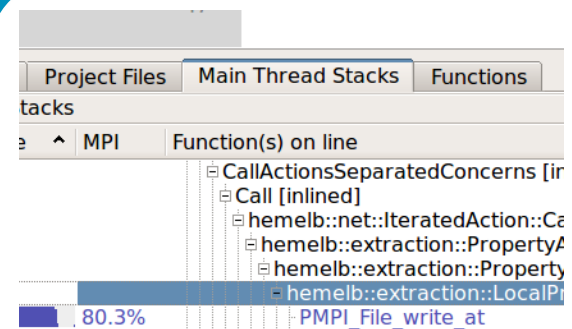 Project Files Main Thread Stacks Functions
tacks
MPI Function(s) on line
CallActionsSeparatedConcerns [in
Call [inlined]
hemelb::net::IteratedAction::Ca
hemelb::extraction::PropertyA
hemelb::extraction::Property
hemelb::extraction::LocalPr
80.3% PMPI_File_write_at